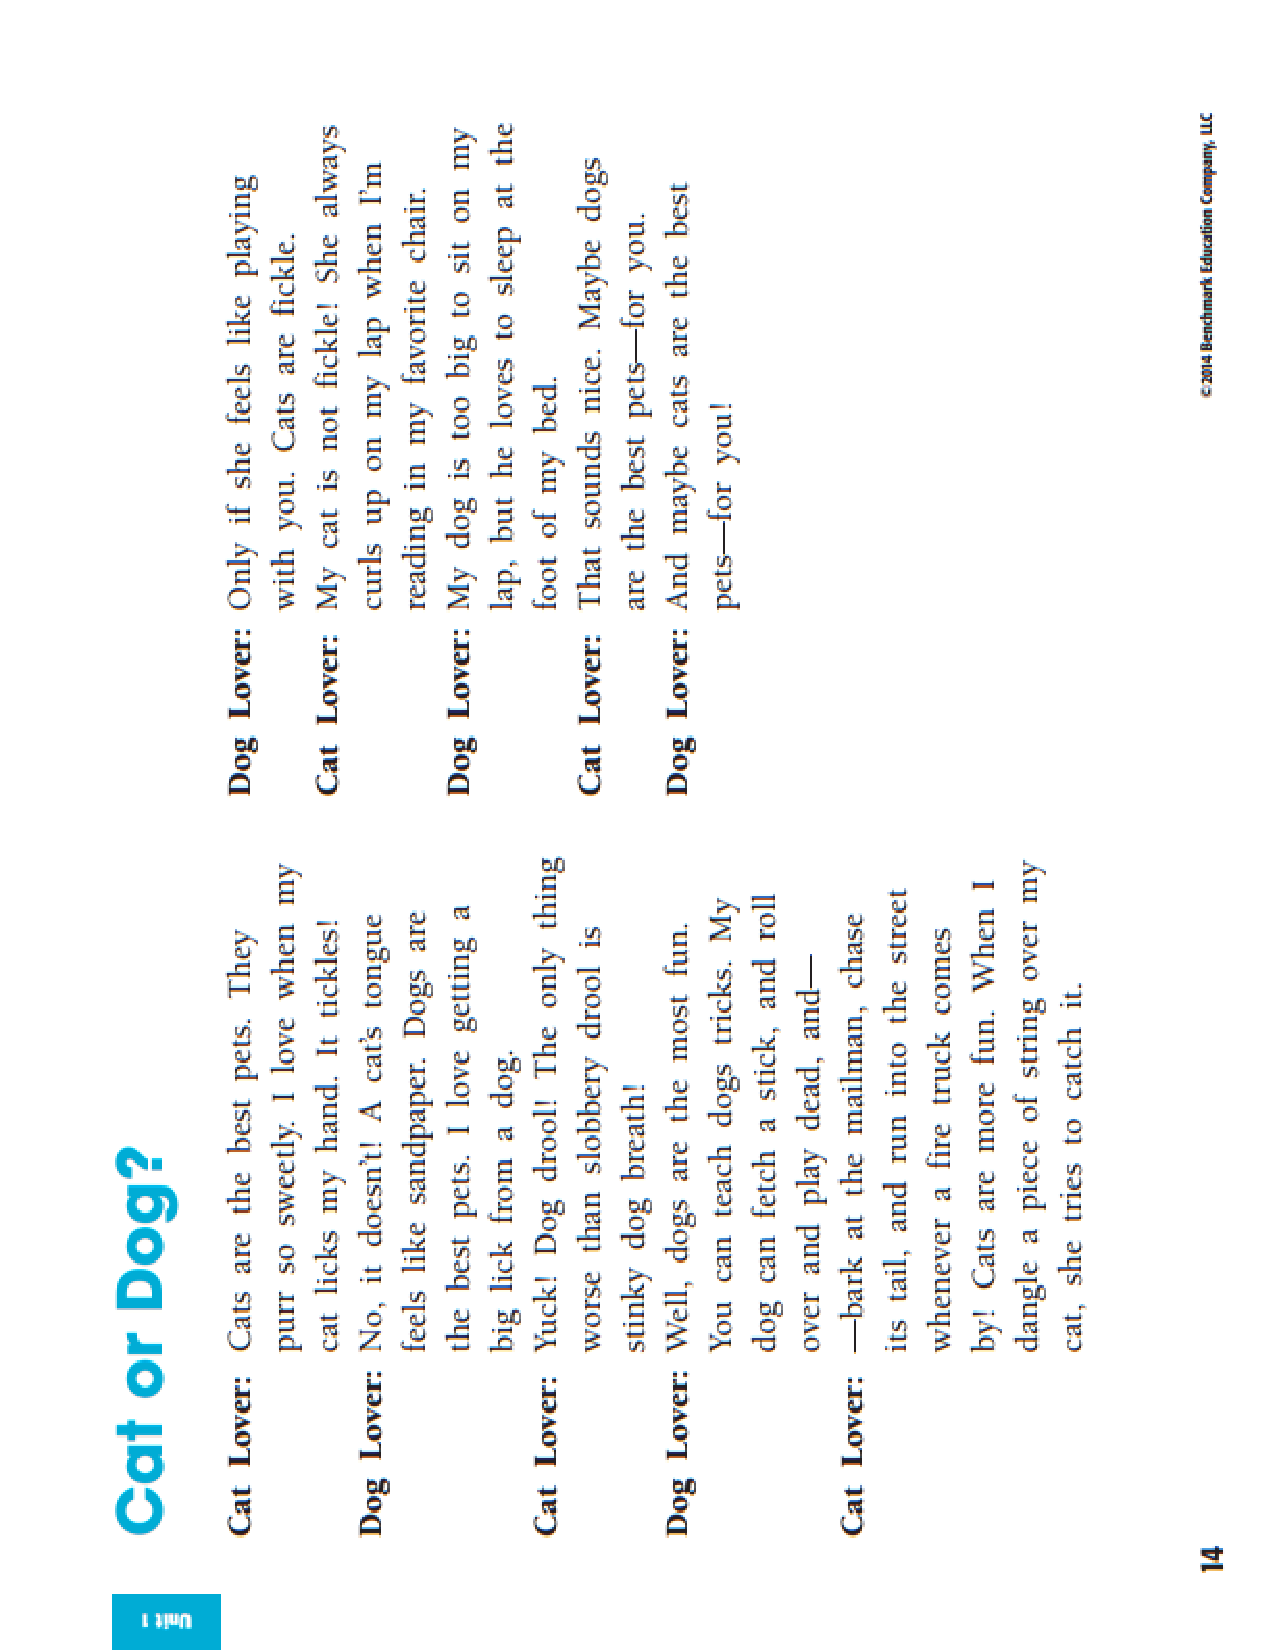 Unit 1
Cat or Dog?
Cat Lover: Cats are the best pets. They
purr so sweetly. I love when my
cat licks my hand. It tickles!
Dog Lover: No, it doesn't! A cat's tongue
feels like sandpaper. Dogs are
the best pets. I love getting a
big lick from a dog.
Cat Lover: Yuck! Dog drool! The only thing
worse than slobbery drool is
stinky dog breath!
Dog Lover: Well, dogs are the most fun.
You can teach dogs tricks. My
dog can fetch a stick, and roll
over and play dead, and—
Cat Lover: —bark at the mailman, chase
its tail, and run into the street
whenever a fire truck comes
by! Cats are more fun. When I
dangle a piece of string over my
cat, she tries to catch it.
Dog Lover: Only if she feels like playing
with you. Cats are fickle.
Cat Lover: My cat is not fickle! She always
curls up on my lap when I'm
reading in my favorite chair.
Dog Lover: My dog is too big to sit on my
lap, but he loves to sleep at the
foot of my bed.
Cat Lover: That sounds nice. Maybe dogs
are the best pets—for you.
Dog Lover: And maybe cats are the best
pets—for you!
14
©2014 Benchmark Education Company, LLC